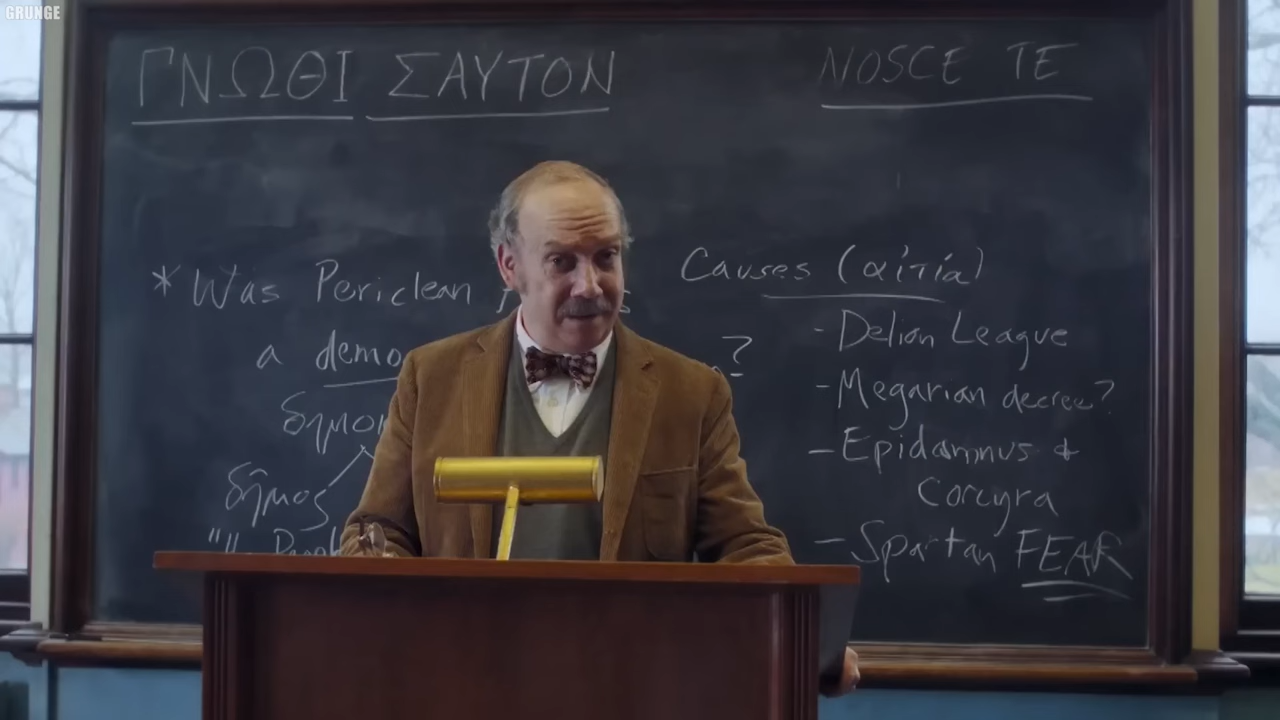 GRUNGE
ΓΝΩΘΙ ΣΑΥΤΟΝ
NOSCE TE
* Was Periclean
a demo
?
δημο
δῆμος
Causes (αἰτία)
- Delian League
- Megarian decree?
- Epidamnus &
Corcyra
- Spartan FEAR